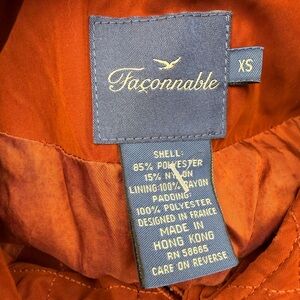 Façonnable
XS
SHELL:
85% POLYESTER
15% NYLON
LINING:100% RAYON
PADDING:
100% POLYESTER
DESIGNED IN FRANCE
MADE IN
HONG KONG
RN 58665
CARE ON REVERSE